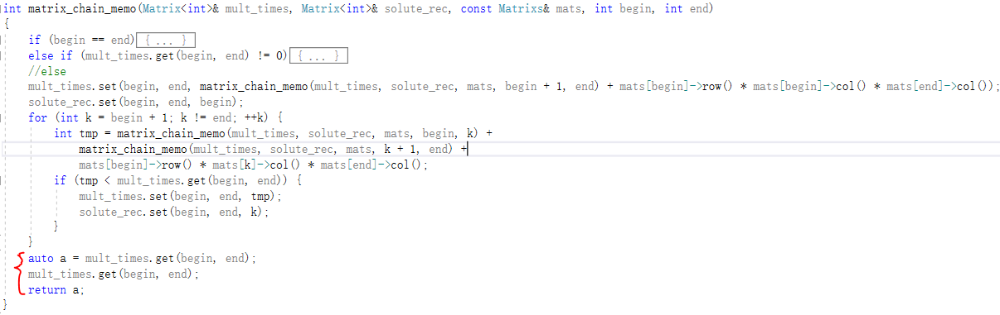 int matrix_chain_memo(Matrix<int>& mult_times, Matrix<int>& solute_rec, const Matrixs& mats, int begin, int end)
{
    if (begin == end){ ... }
    else if (mult_times.get(begin, end) != 0){ ... }
    //else
    mult_times.set(begin, end, matrix_chain_memo(mult_times, solute_rec, mats, begin + 1, end) + mats[begin]->row() * mats[begin]->col() * mats[end]->col());
    solute_rec.set(begin, end, begin);
    for (int k = begin + 1; k != end; ++k) {
        int tmp = matrix_chain_memo(mult_times, solute_rec, mats, begin, k) +
            matrix_chain_memo(mult_times, solute_rec, mats, k + 1, end) +
            mats[begin]->row() * mats[k]->col() * mats[end]->col();
        if (tmp < mult_times.get(begin, end)) {
            mult_times.set(begin, end, tmp);
            solute_rec.set(begin, end, k);
        }
    }
    auto a = mult_times.get(begin, end);
    mult_times.get(begin, end);
    return a;
}